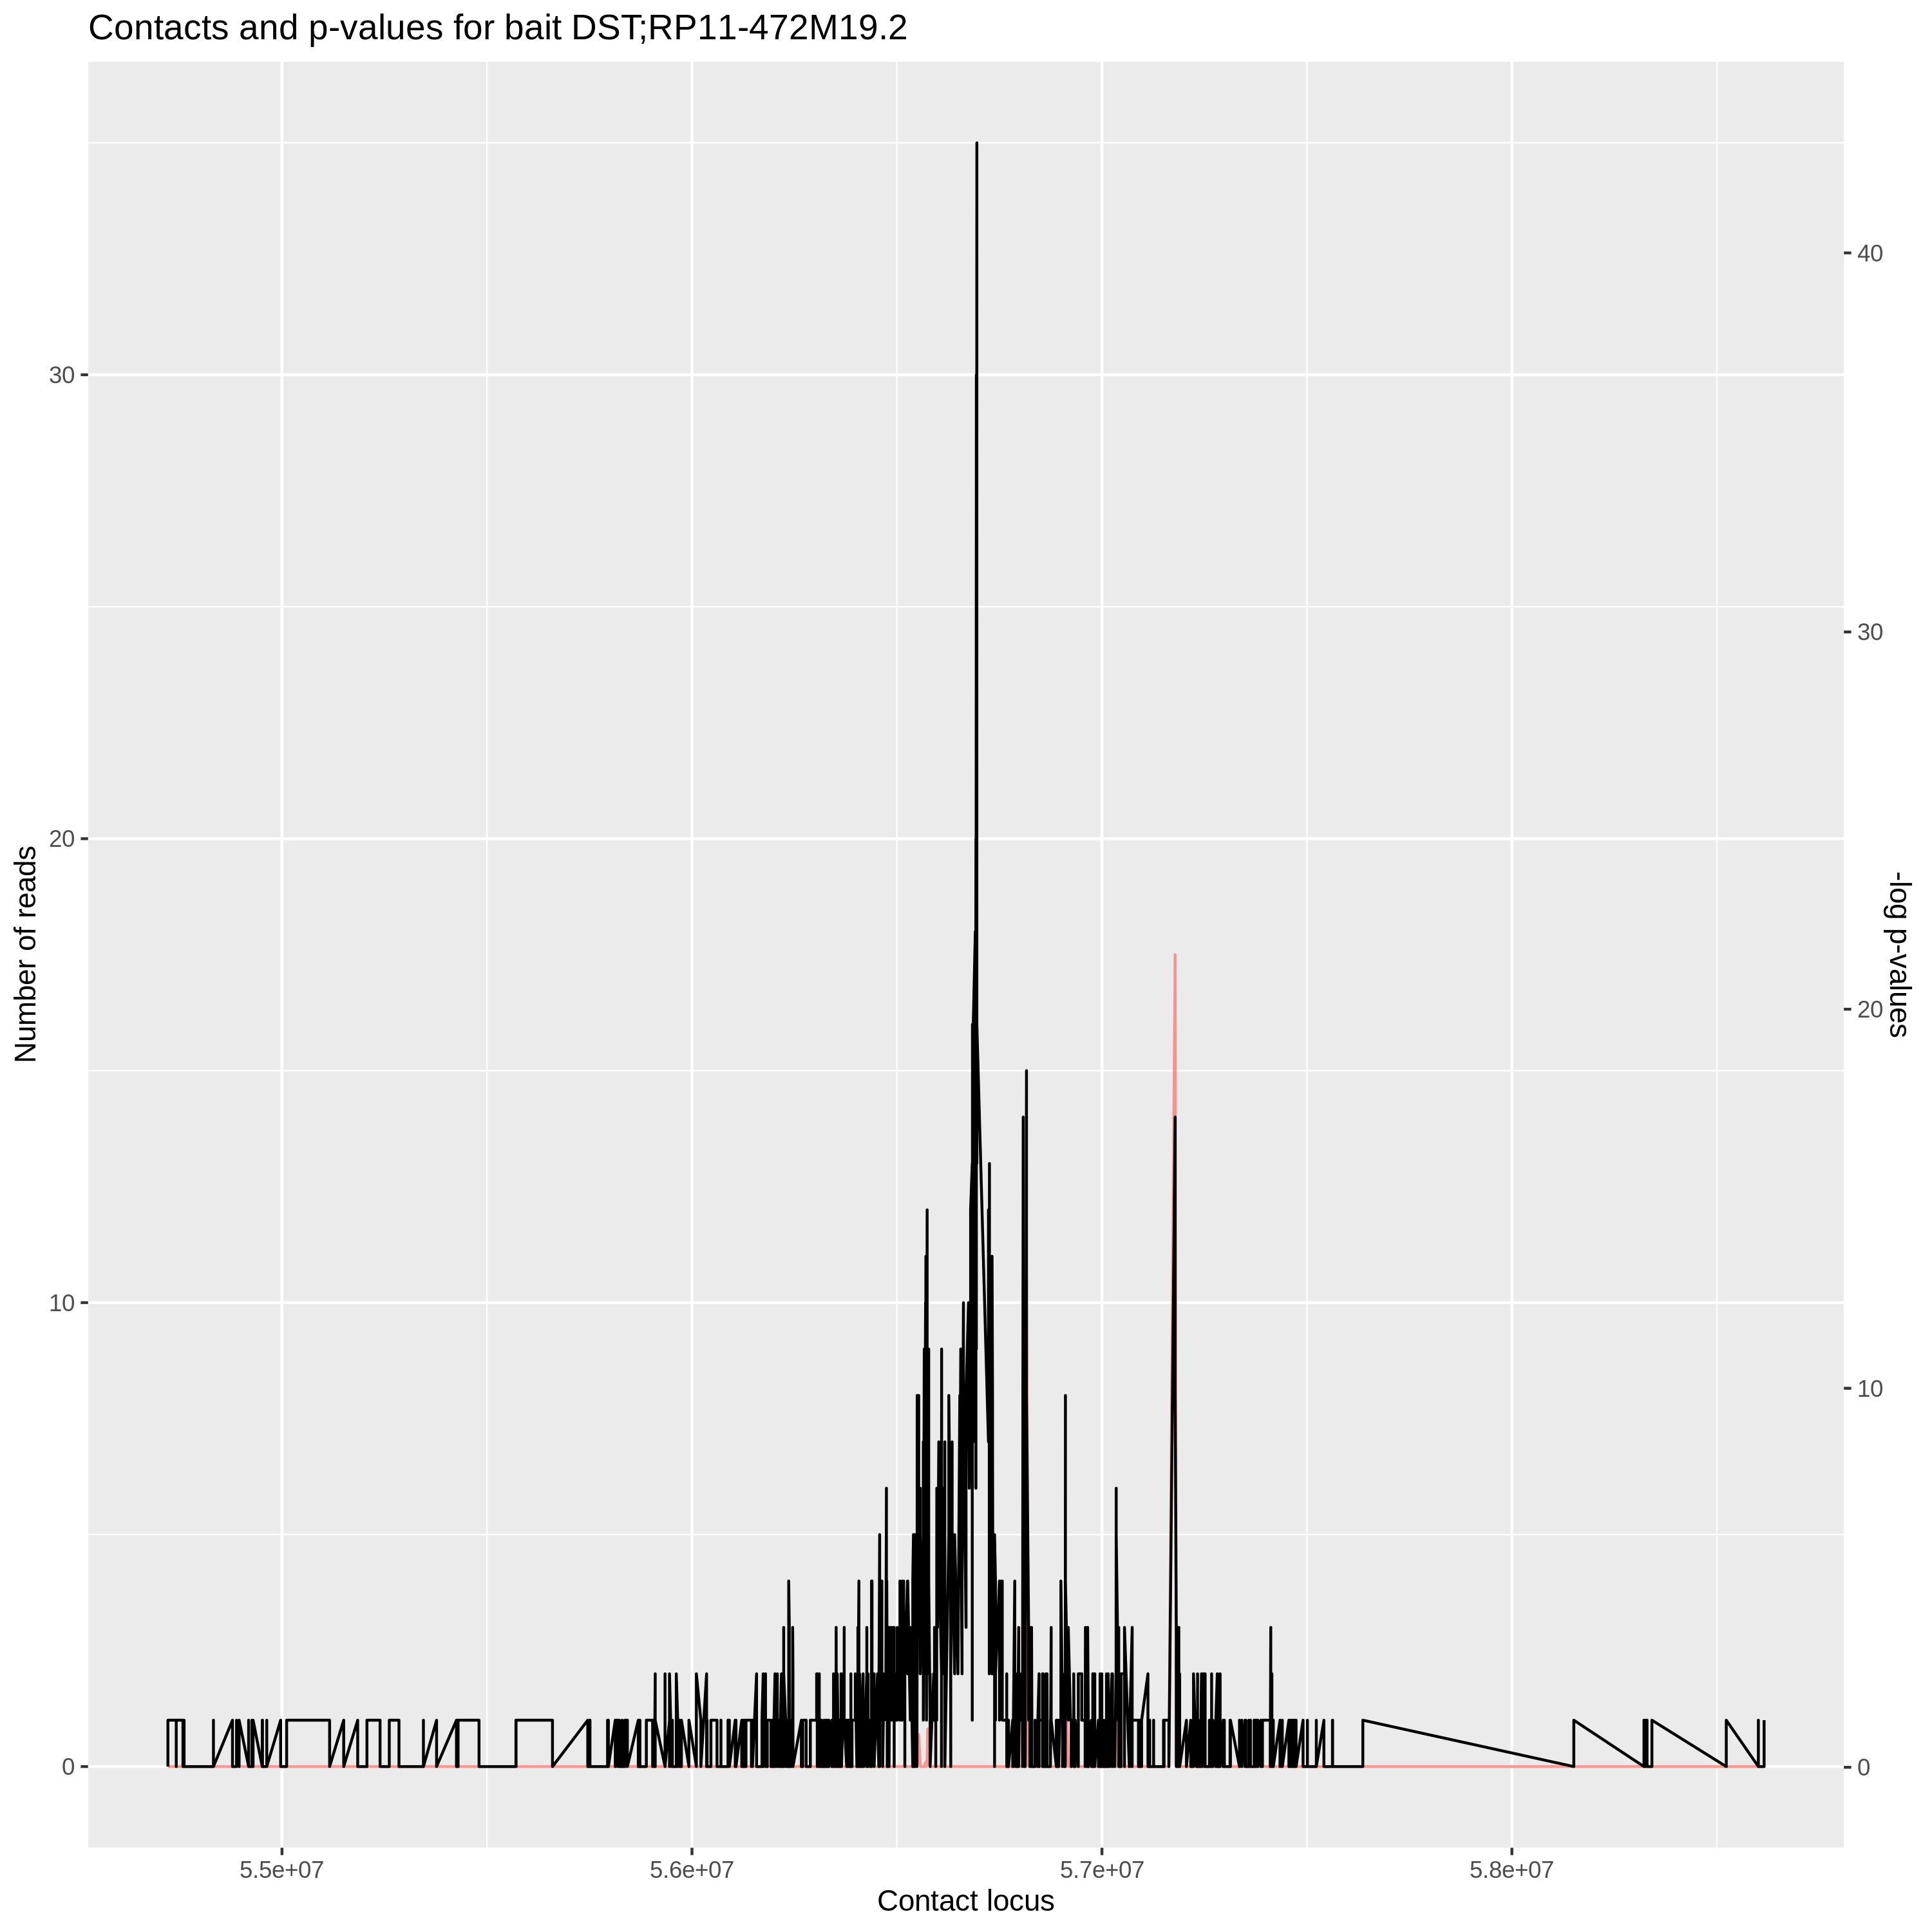 Contacts and p-values for bait DST;RP11-472M19.2
Number of reads
30
20
10
0
40
30
20
10
0
-log p-values
5.5e+07
5.6e+07
5.7e+07
5.8e+07
Contact locus